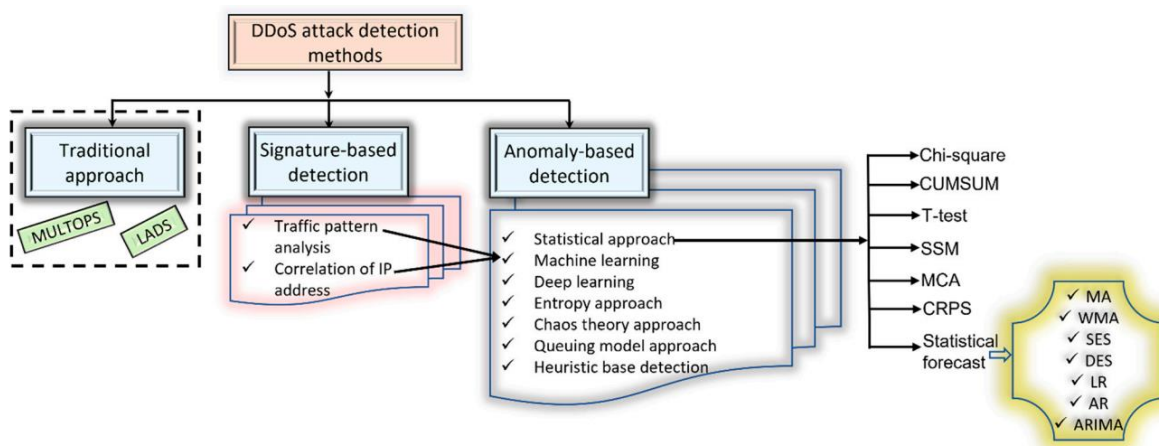 DDoS attack detection
methods
Traditional
approach
MULTOPS
LADS
Signature-based
detection
Traffic pattern
analysis
Correlation of IP
address
Anomaly-based
detection
Statistical approach
Machine learning
Deep learning
Entropy approach
Chaos theory approach
Queuing model approach
Heuristic base detection
Chi-square
CUMSUM
T-test
SSM
MCA
CRPS
Statistical
forecast
MA
WMA
SES
DES
LR
AR
ARIMA